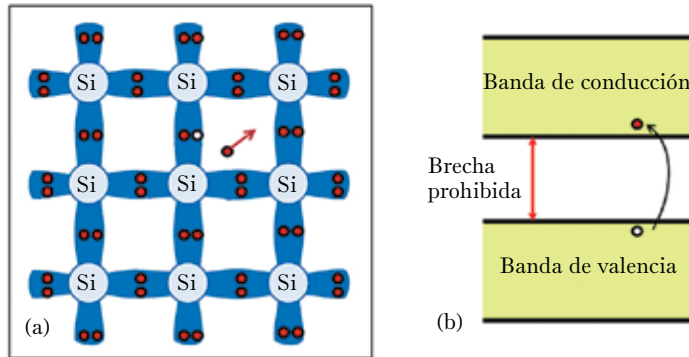 Si Si Si
Si Si Si
Si Si Si
(a)
Banda de conducción
Brecha
prohibida
Banda de valencia
(b)